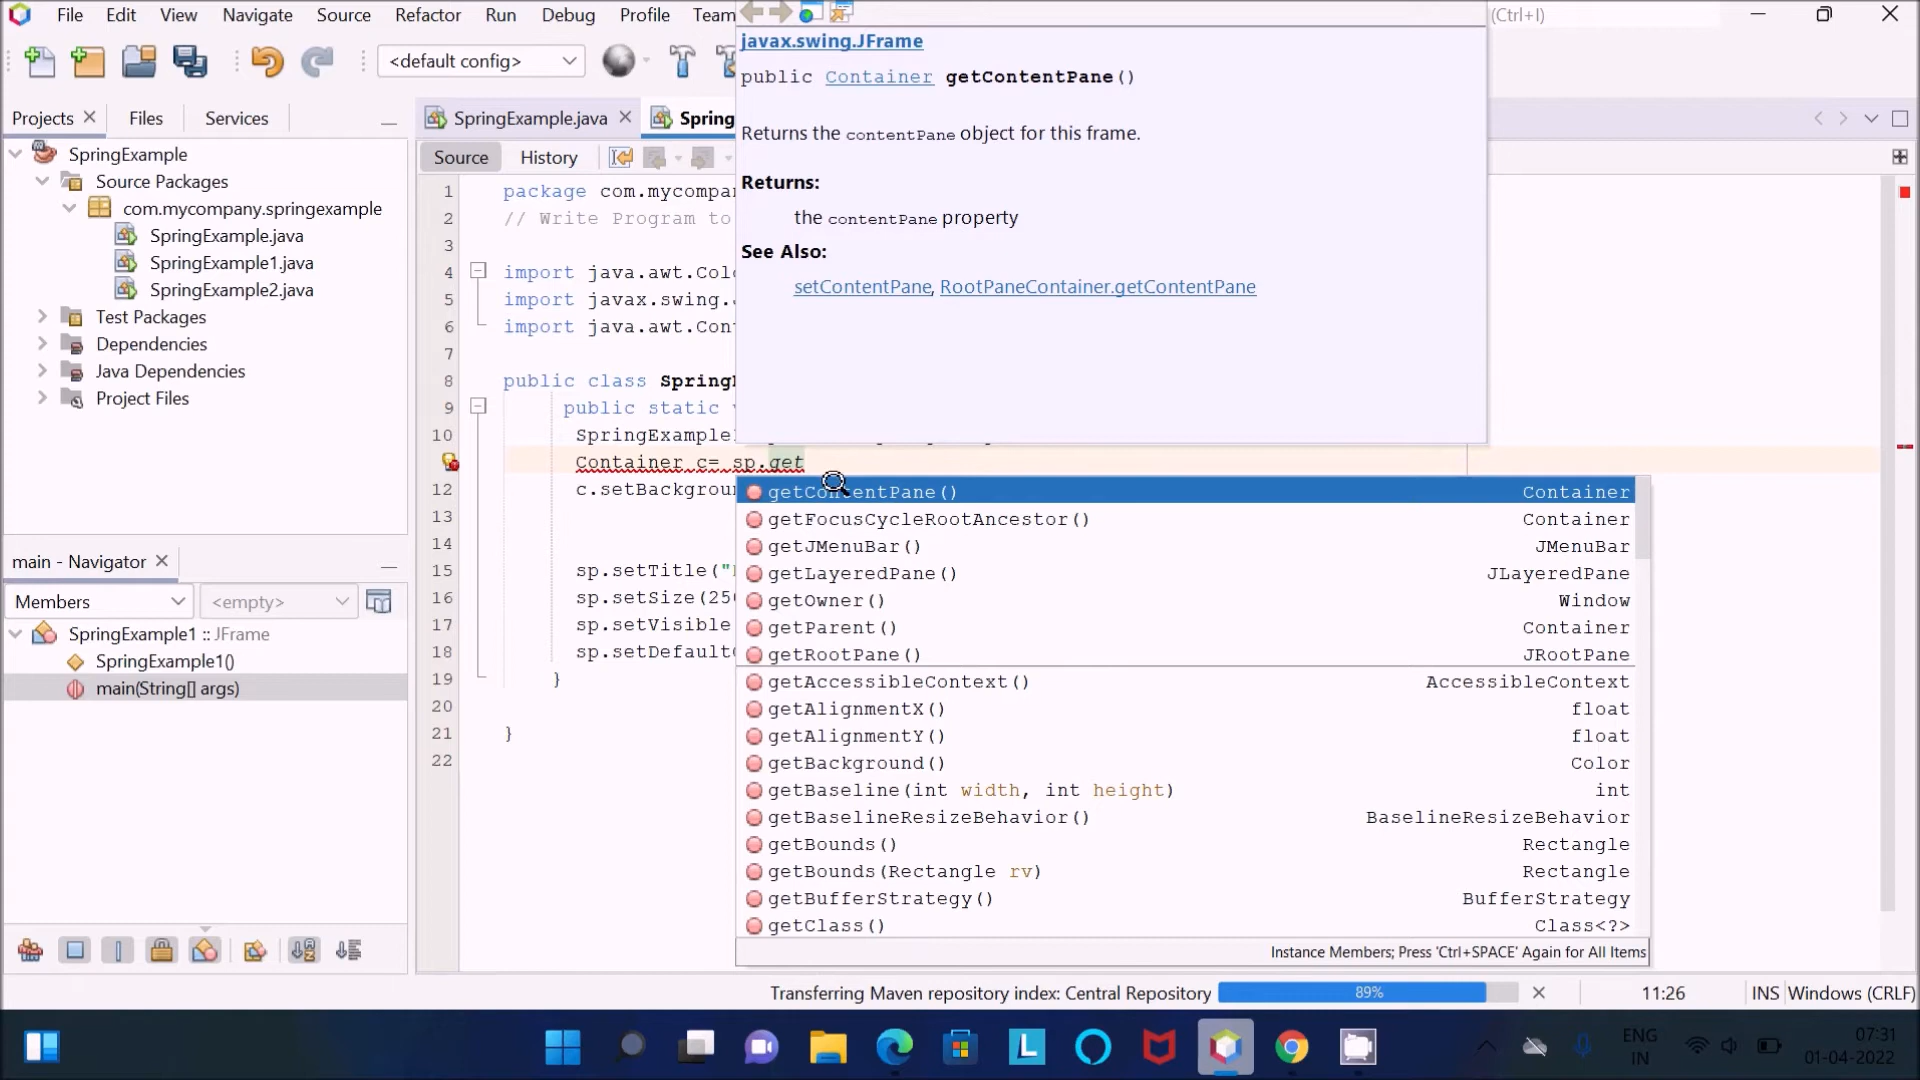 File Edit View Navigate Source Refactor Run Debug Profile Team (Ctrl+I)
<default config>
Projects Files Services
SpringExample
Source Packages
com.mycompany.springexample
SpringExample.java
SpringExample1.java
SpringExample2.java
Test Packages
Dependencies
Java Dependencies
Project Files
main - Navigator
Members <empty>
SpringExample1 :: JFrame
SpringExample1()
main(String[] args)
SpringExample.java Spring
Source History
1 package com.mycompan
2 // Write Program to
3
4 import java.awt.Col
5 import javax.swing.
6 import java.awt.Con
7
8 public class Spring
9 public static
10 SpringExample
Container c= sp.get
12 c.setBackgroun
13
14
15 sp.setTitle("
16 sp.setSize(250
17 sp.setVisible
18 sp.setDefault
19 }
20
21 }
22
javax.swing.JFrame
public Container getContentPane()
Returns the contentPane object for this frame.
Returns:
the contentPane property
See Also:
setContentPane, RootPaneContainer.getContentPane
getContentPane() Container
getFocusCycleRootAncestor() Container
getJMenuBar() JMenuBar
getLayeredPane() JLayeredPane
getOwner() Window
getParent() Container
getRootPane() JRootPane
getAccessibleContext() AccessibleContext
getAlignmentX() float
getAlignmentY() float
getBackground() Color
getBaseline(int width, int height) int
getBaselineResizeBehavior() BaselineResizeBehavior
getBounds() Rectangle
getBounds(Rectangle rv) Rectangle
getBufferStrategy() BufferStrategy
getClass() Class<?>
Instance Members; Press 'Ctrl+SPACE' Again for All Items
Transferring Maven repository index: Central Repository 89% 11:26 INS Windows (CRLF)
L
ENG
IN
07:31
01-04-2022